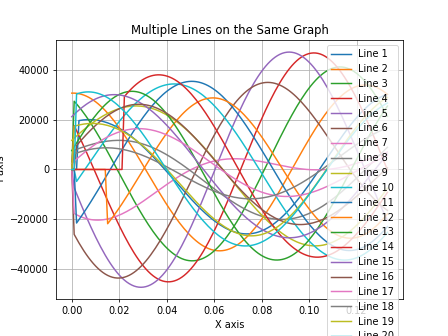 Multiple Lines on the Same Graph
40000
20000
0
−20000
−40000
0.00
0.02
0.04
0.06
0.08
0.10
X axis
axis
Line 1
Line 2
Line 3
Line 4
Line 5
Line 6
Line 7
Line 8
Line 9
Line 10
Line 11
Line 12
Line 13
Line 14
Line 15
Line 16
Line 17
Line 18
Line 19
Line 20